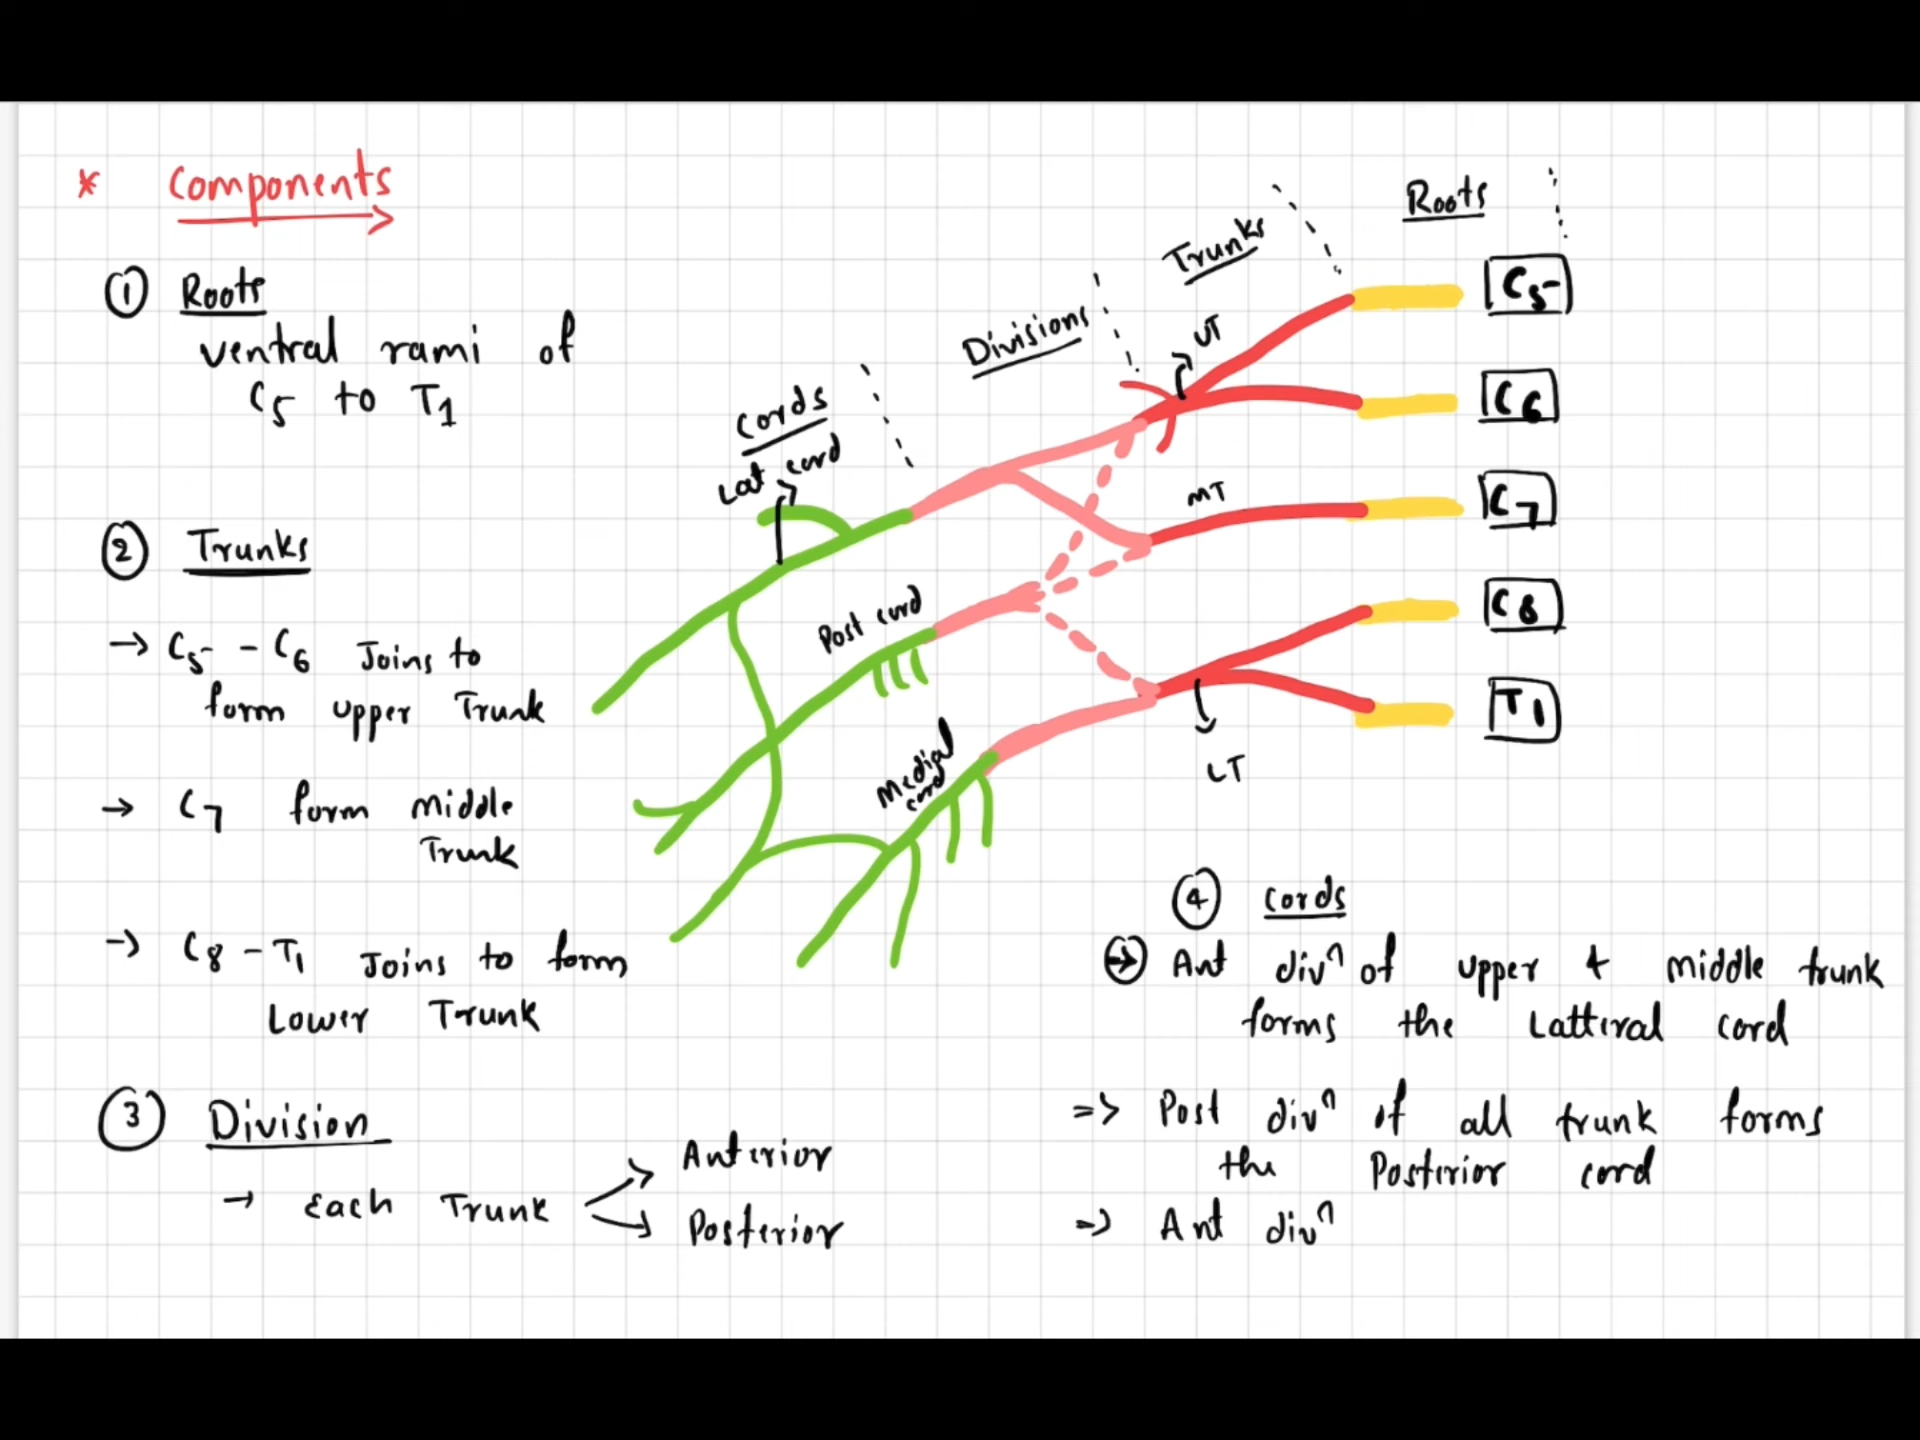 * Components
① Roots
ventral rami of
C5 to T1
② Trunks
→ C5 - C6 Joins to
form upper Trunk
→ C7 form middle
Trunk
→ C8 - T1 Joins to form
Lower Trunk
③ Division
→ Each Trunk
Anterior
Posterior
Roots
Trunks
Divisions
Cords
Lat cord
Post cord
Medial
cord
UT
MT
LT
C5
C6
C7
C8
T1
④ cords
→ Ant divⁿ of upper + middle trunk
forms the Latteral cord
=> Post divⁿ of all trunk forms
the Posterior cord
=> Ant divⁿ